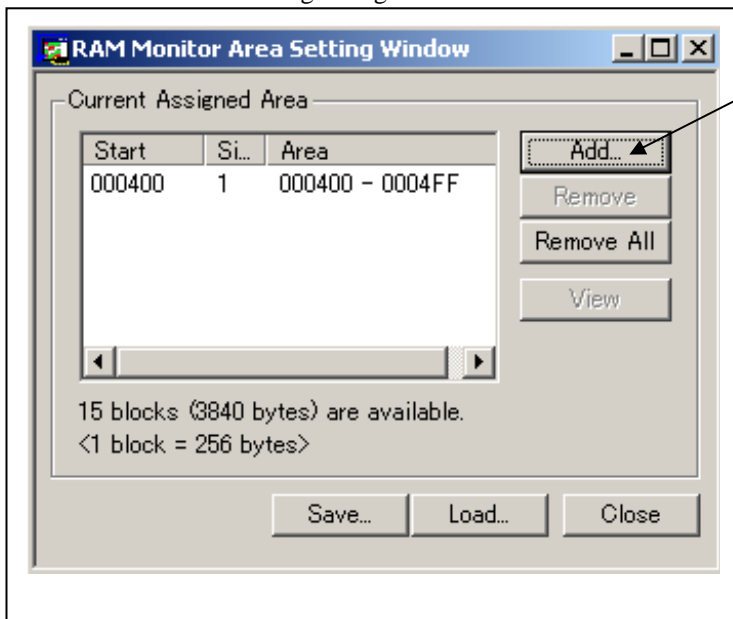 RAM Monitor Area Setting Window
Current Assigned Area
Start Si... Area
000400 1 000400 - 0004FF
Add...
Remove
Remove All
View
15 blocks (3840 bytes) are available.
<1 block = 256 bytes>
Save... Load... Close